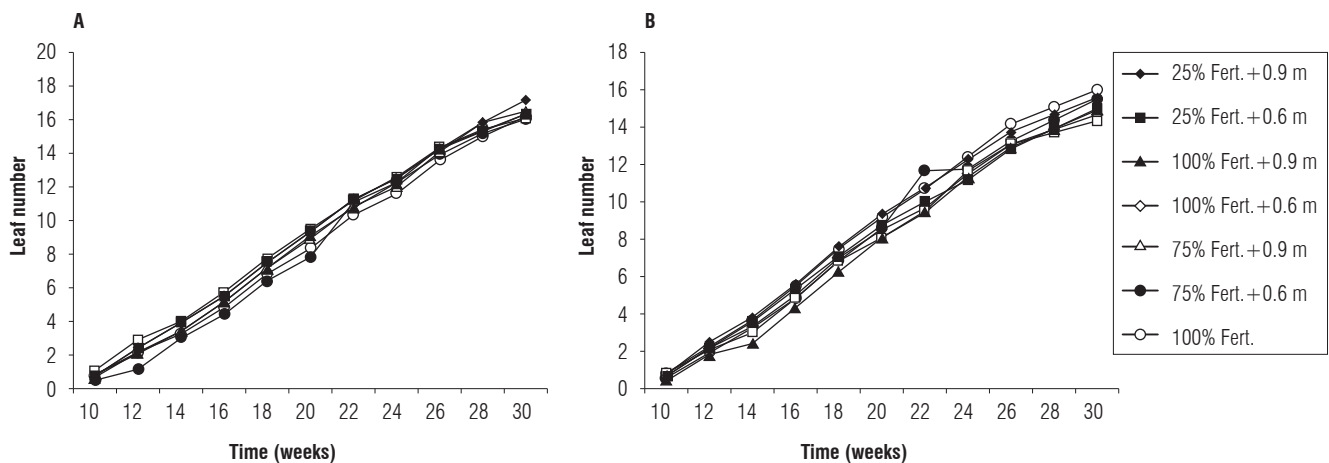 A
20
18
16
14
12
10
8
6
4
2
0
Leaf number
10 12 14 16 18 20 22 24 26 28 30
Time (weeks)
B
18
16
14
12
10
8
6
4
2
0
Leaf number
10 12 14 16 18 20 22 24 26 28 30
Time (weeks)
25% Fert.+0.9 m
25% Fert.+0.6 m
100% Fert.+0.9 m
100% Fert.+0.6 m
75% Fert.+0.9 m
75% Fert.+0.6 m
100% Fert.